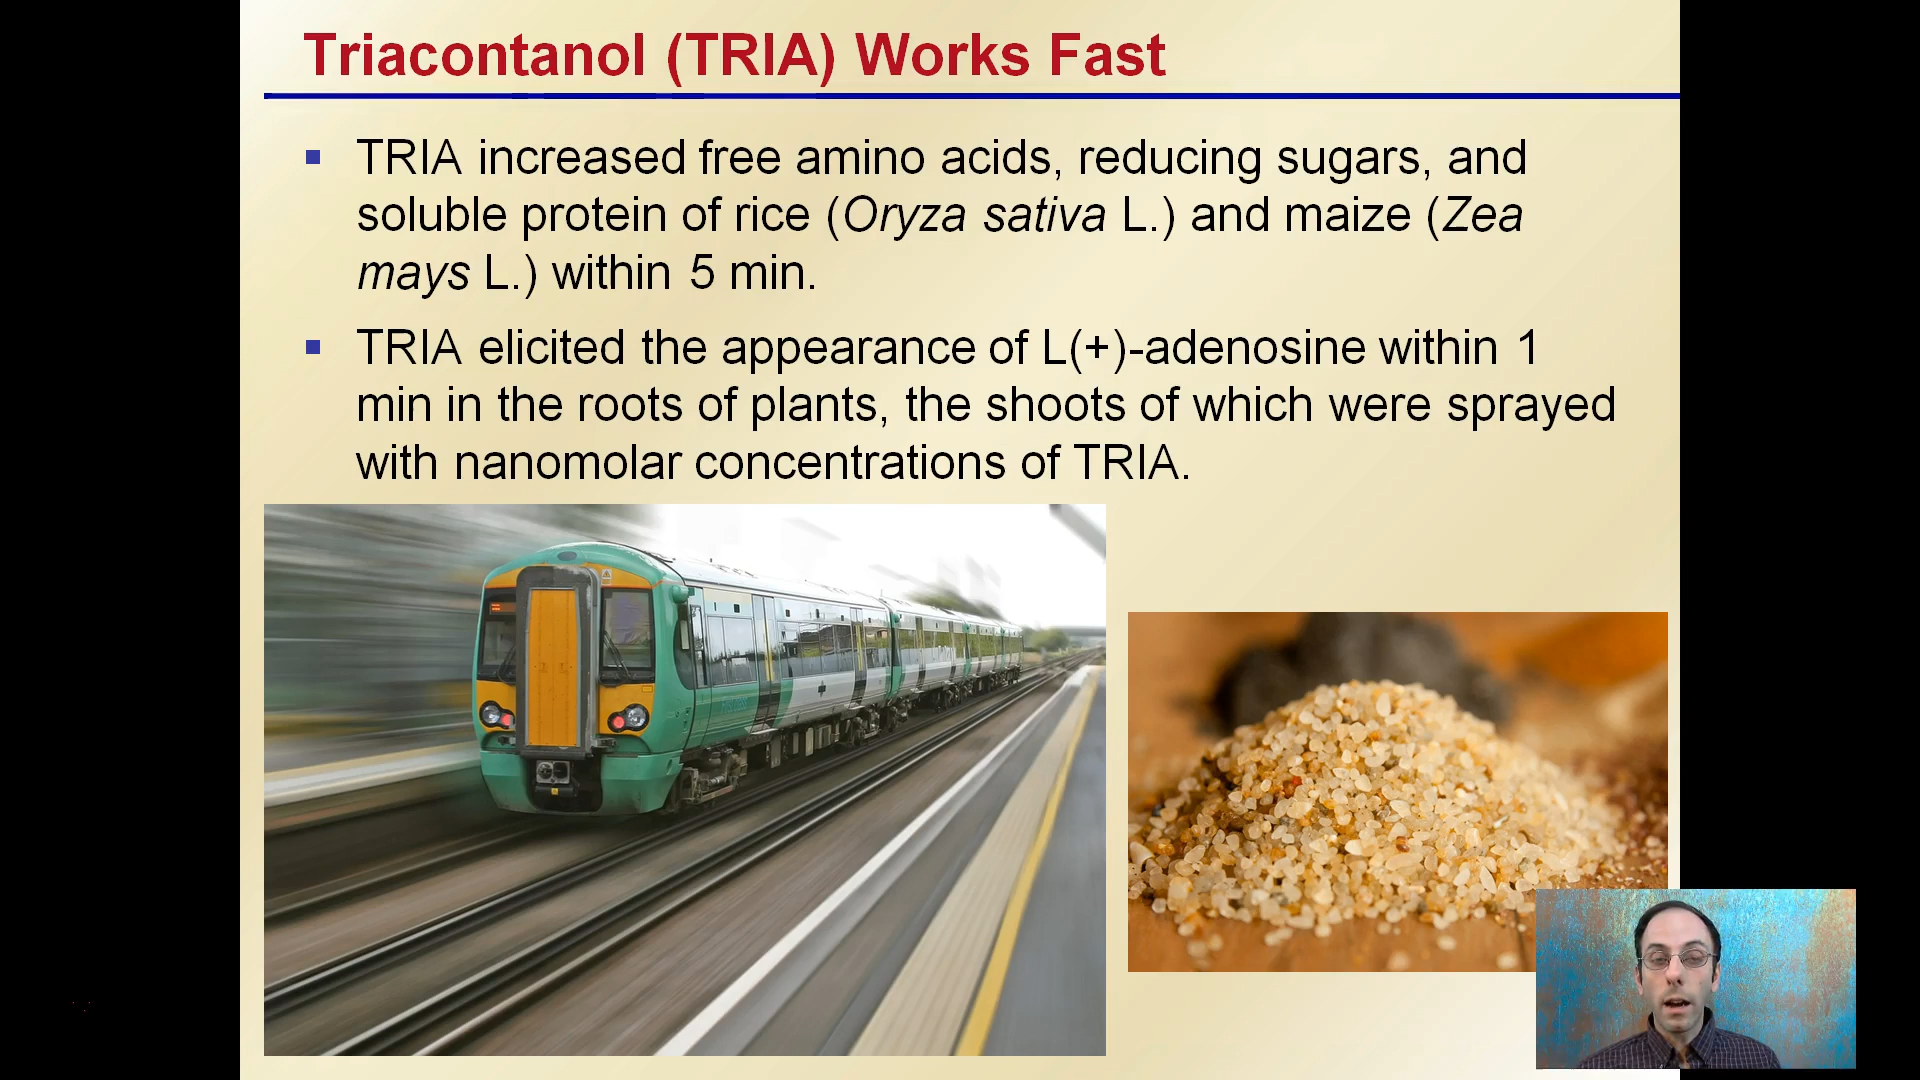 Triacontanol (TRIA) Works Fast
▪ TRIA increased free amino acids, reducing sugars, and
soluble protein of rice (Oryza sativa L.) and maize (Zea
mays L.) within 5 min.
▪ TRIA elicited the appearance of L(+)-adenosine within 1
min in the roots of plants, the shoots of which were sprayed
with nanomolar concentrations of TRIA.